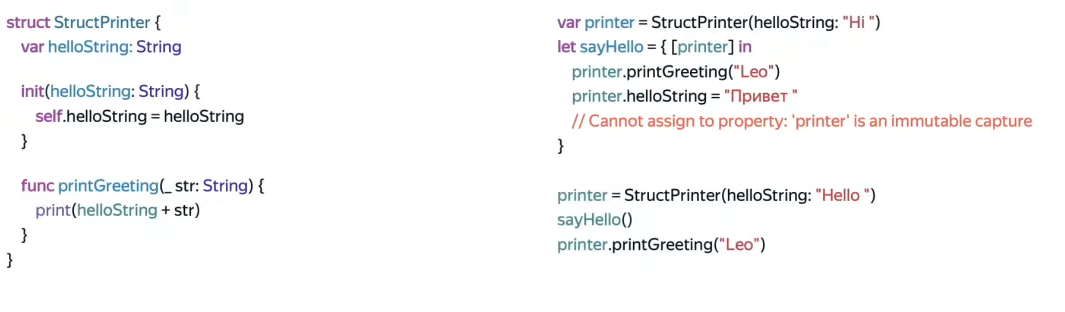 struct StructPrinter {
var helloString: String
init(helloString: String) {
self.helloString = helloString
}
func printGreeting(_ str: String) {
print(helloString + str)
}
}
var printer = StructPrinter(helloString: "Hi ")
let sayHello = { [printer] in
printer.printGreeting("Leo")
printer.helloString = "Привет "
// Cannot assign to property: 'printer' is an immutable capture
}
printer = StructPrinter(helloString: "Hello ")
sayHello()
printer.printGreeting("Leo")